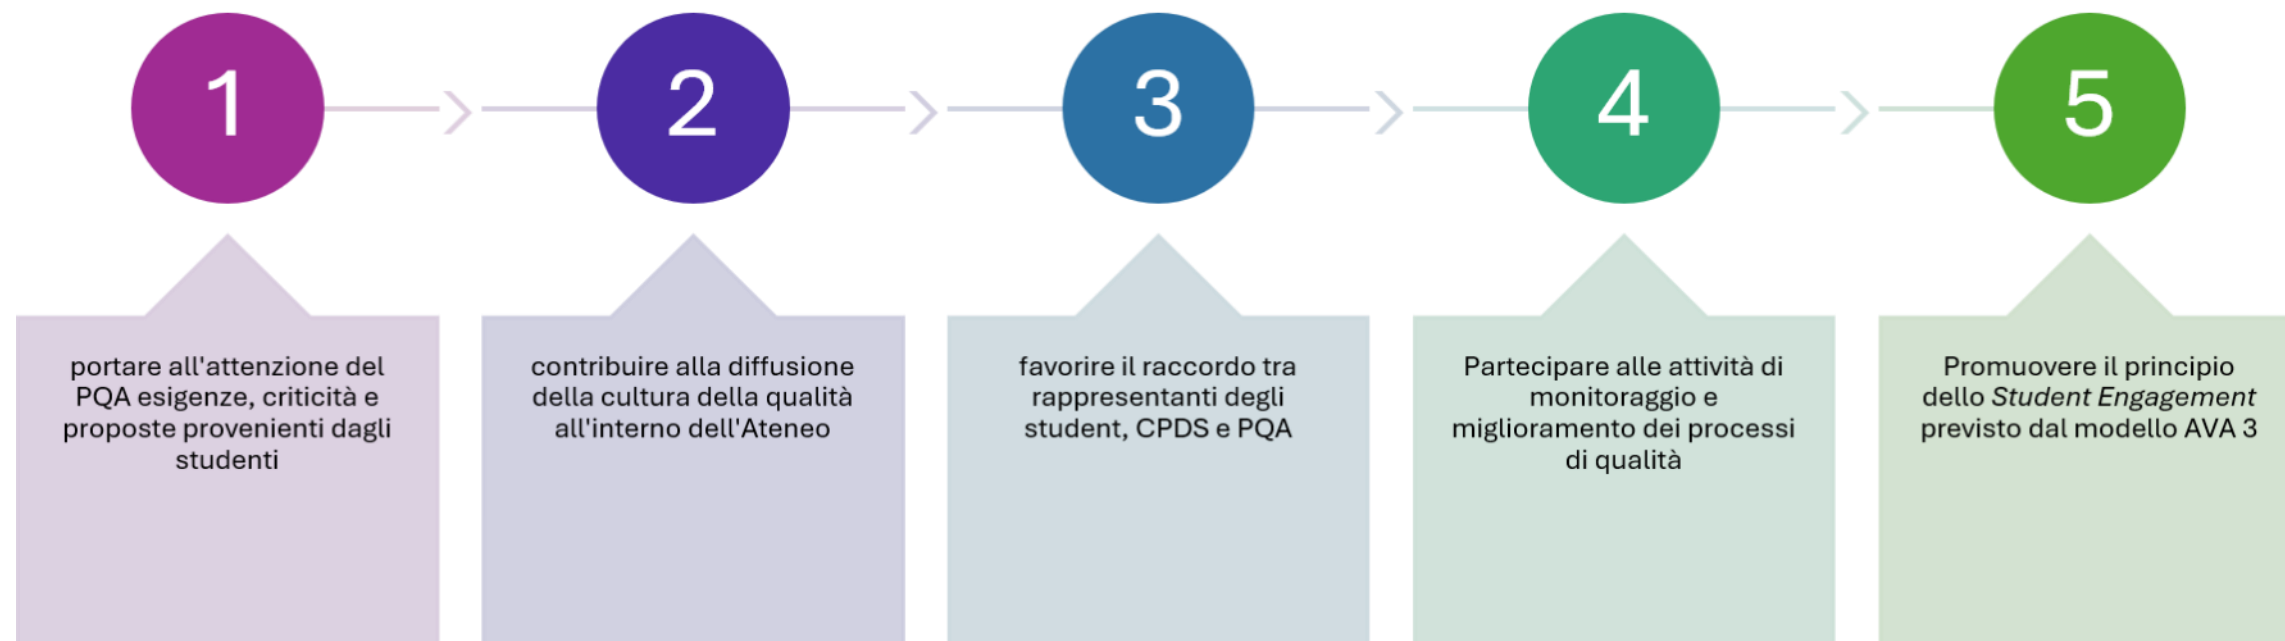 1
2
3
4
5
portare all'attenzione del
PQA esigenze, criticità e
proposte provenienti dagli
studenti
contribuire alla diffusione
della cultura della qualità
all'interno dell'Ateneo
favorire il raccordo tra
rappresentanti degli
student, CPDS e PQA
Partecipare alle attività di
monitoraggio e
miglioramento dei processi
di qualità
Promuovere il principio
dello Student Engagement
previsto dal modello AVA 3